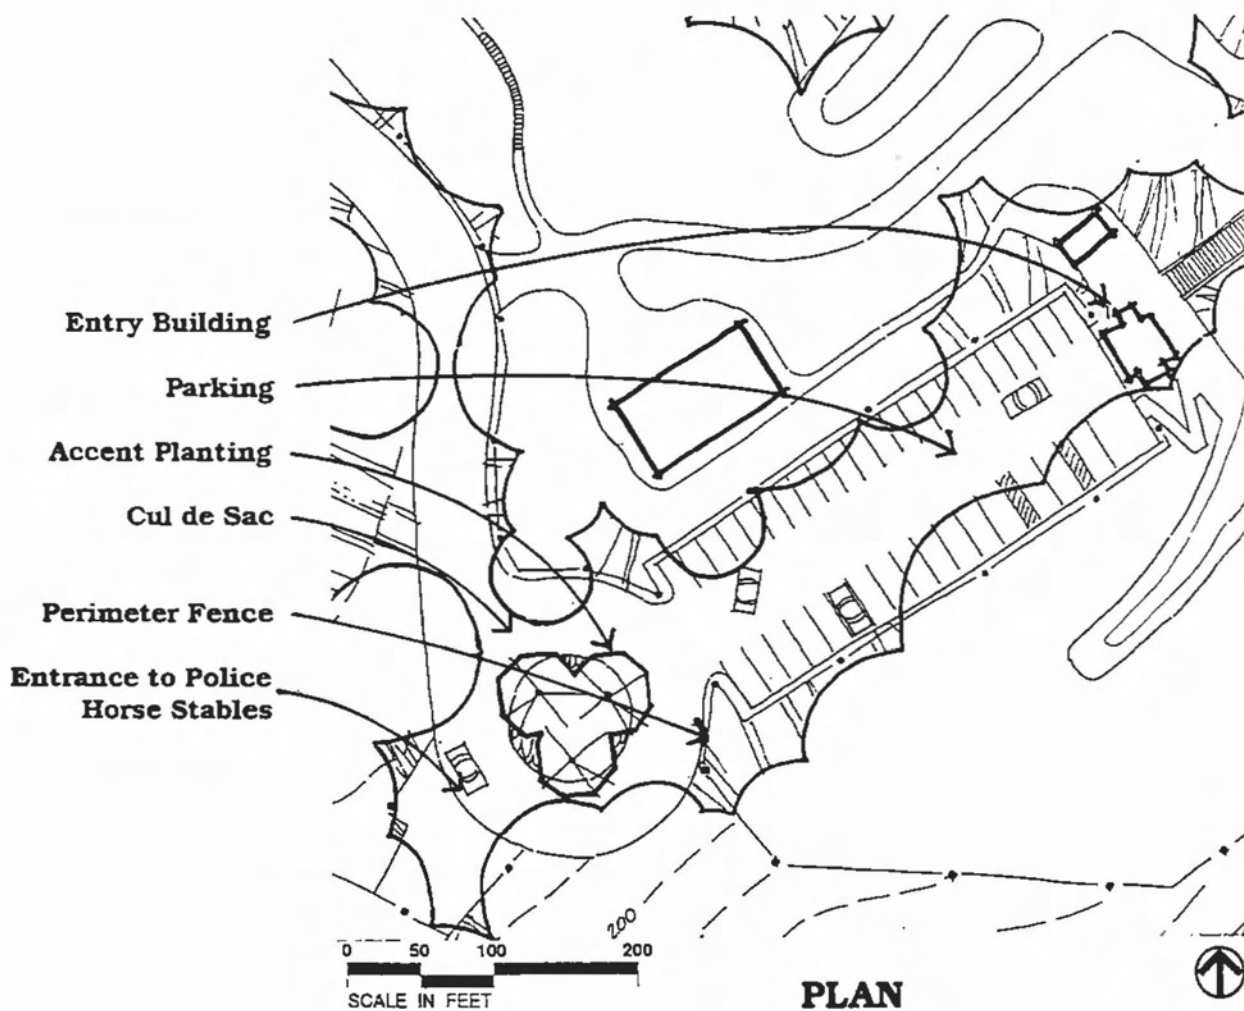 Entry Building
Parking
Accent Planting
Cul de Sac
Perimeter Fence
Entrance to Police
Horse Stables
200
0 50 100 200
SCALE IN FEET
PLAN